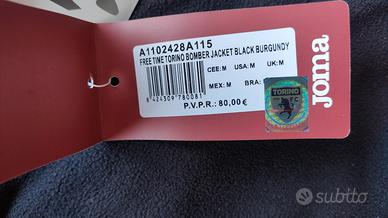 A1102428A115
FREE TIME TORINO BOMBER JACKET BLACK BURGUNDY
CEE: M USA: M UK: M
MEX: M BRA:
8 424309 780081
P.V.P.R.: 80,00€
TORINO
FC
Joma
subito